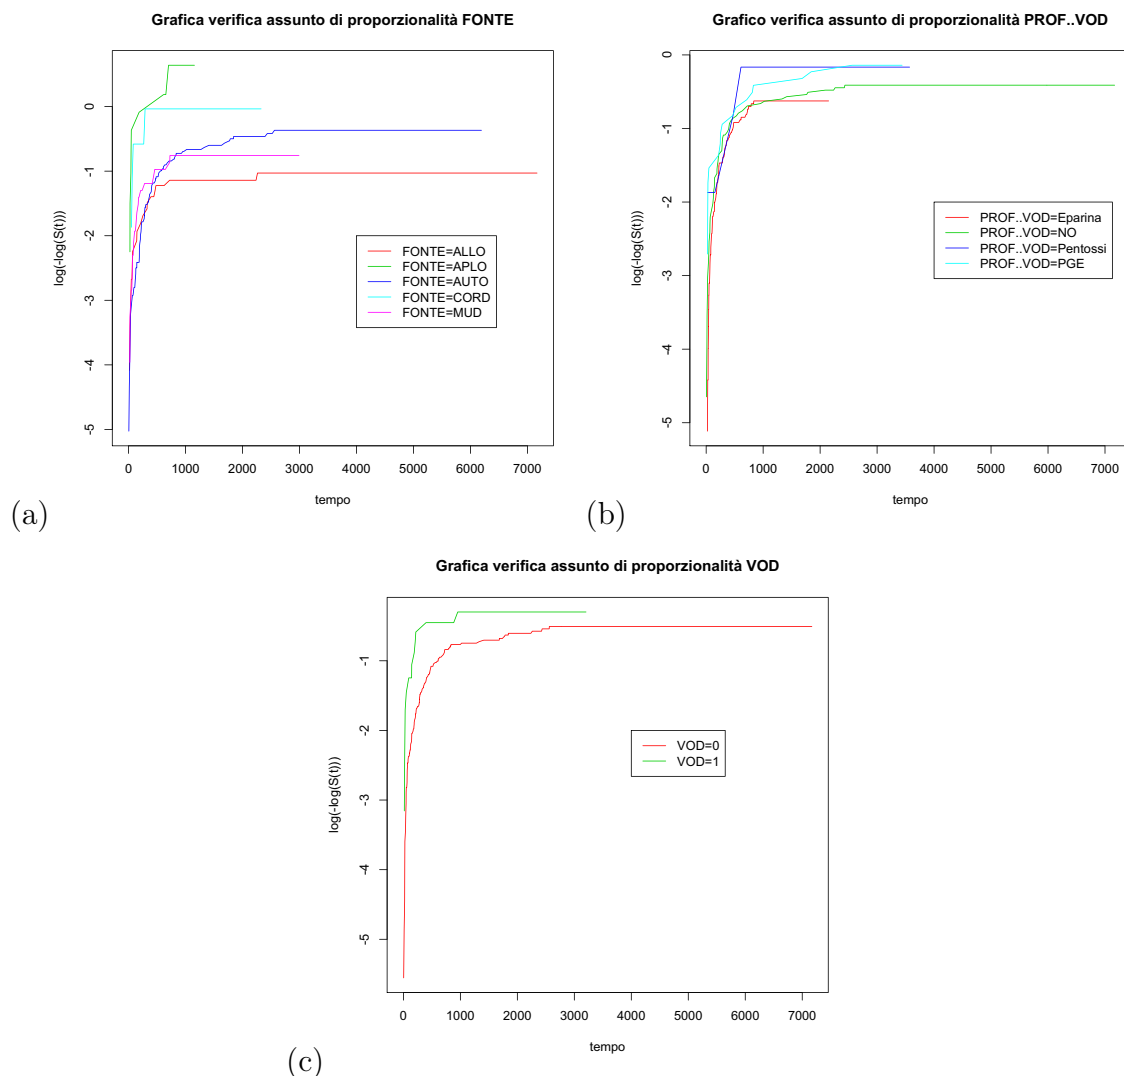 Grafica verifica assunto di proporzionalità FONTE
log(-log(S(t)))
0
-1
-2
-3
-4
-5
FONTE=ALLO
FONTE=APLO
FONTE=AUTO
FONTE=CORD
FONTE=MUD
0 1000 2000 3000 4000 5000 6000 7000
tempo
(a)
Grafico verifica assunto di proporzionalità PROF..VOD
log(-log(S(t)))
0
-1
-2
-3
-4
-5
PROF..VOD=Eparina
PROF..VOD=NO
PROF..VOD=Pentossi
PROF..VOD=PGE
0 1000 2000 3000 4000 5000 6000 7000
tempo
(b)
Grafica verifica assunto di proporzionalità VOD
log(-log(S(t)))
-1
-2
-3
-4
-5
VOD=0
VOD=1
0 1000 2000 3000 4000 5000 6000 7000
tempo
(c)